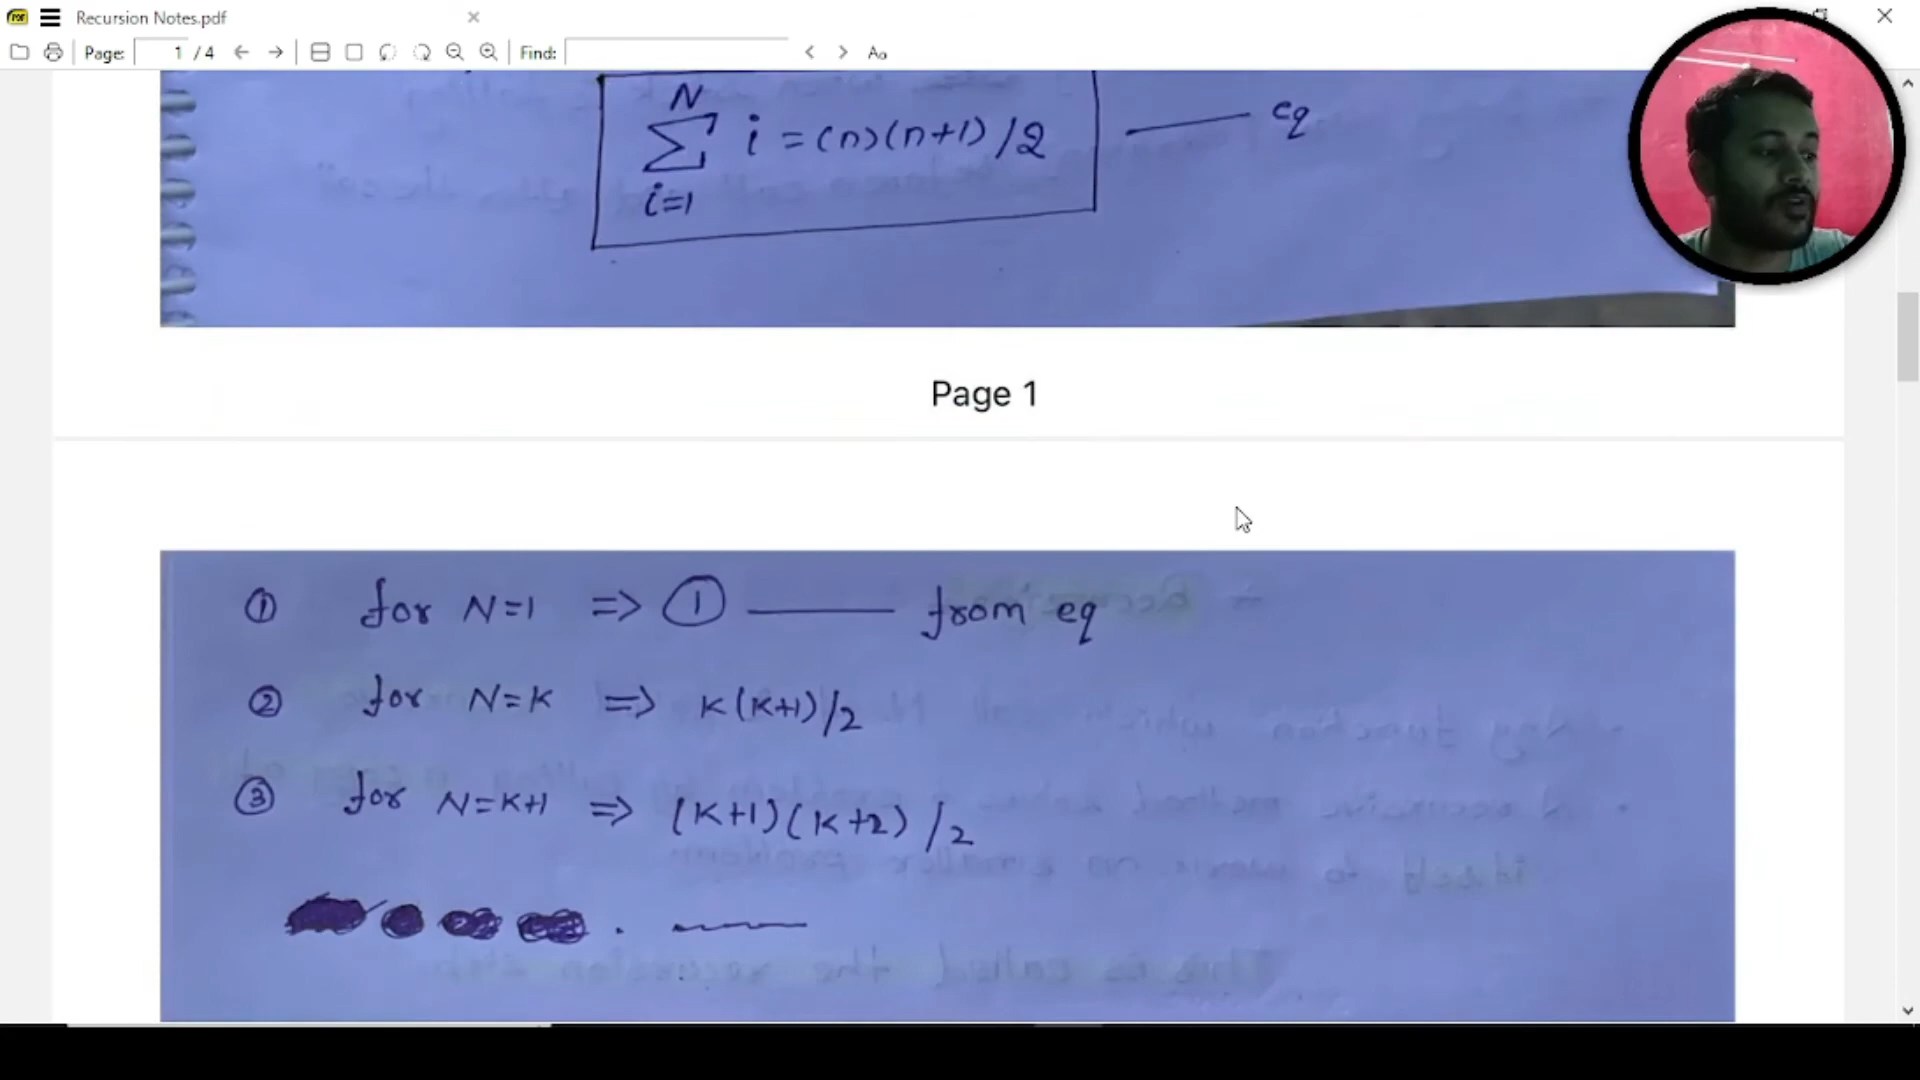 Recursion Notes.pdf
Page: 1 / 4 Find: Aa
N
∑ i = (n)(n+1)/2 —— eq
i=1
Page 1
① for N=1 => ① —— from eq
② for N=K => K(K+1)/2
③ for N=K+1 => (K+1)(K+2)/2